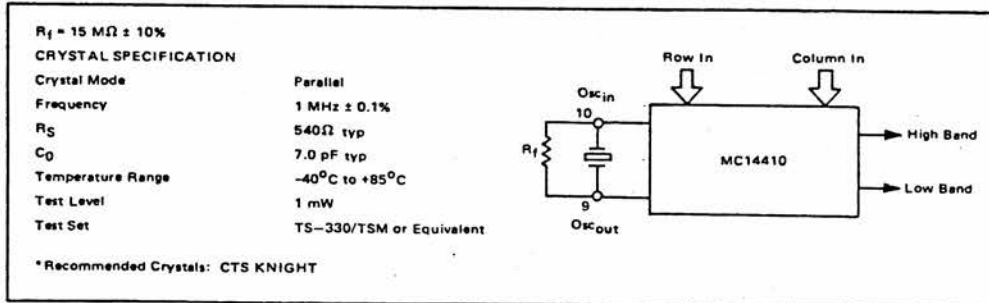 Rf = 15 MΩ ± 10%
CRYSTAL SPECIFICATION
Crystal Mode Parallel
Frequency 1 MHz ± 0.1%
RS 540Ω typ
CO 7.0 pF typ
Temperature Range -40°C to +85°C
Test Level 1 mW
Test Set TS-330/TSM or Equivalent
*Recommended Crystals: CTS KNIGHT
Row In
Column In
Oscin
10
Rf
MC14410
High Band
Low Band
9
Oscout